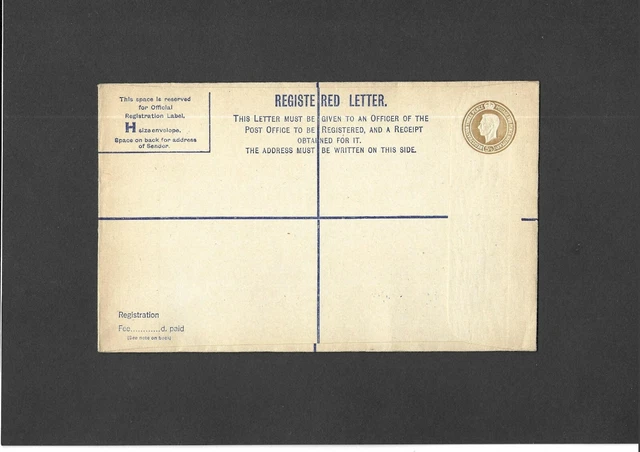 This space is reserved
for Official
Registration Label.
H size envelope.
Space on back for address
of Sender.
REGISTERED LETTER.
THIS LETTER MUST BE GIVEN TO AN OFFICER OF THE
POST OFFICE TO BE REGISTERED, AND A RECEIPT
OBTAINED FOR IT.
THE ADDRESS MUST BE WRITTEN ON THIS SIDE.
Registration
Fee............d. paid
(See note on back)